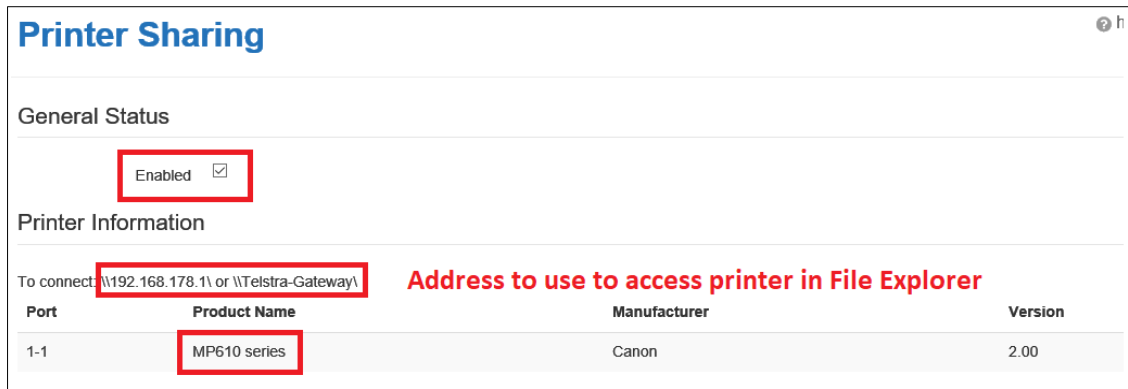 Printer Sharing
General Status
Enabled
Printer Information
To connect: \\192.168.178.1\ or \\Telstra-Gateway\ Address to use to access printer in File Explorer
Port Product Name Manufacturer Version
1-1 MP610 series Canon 2.00